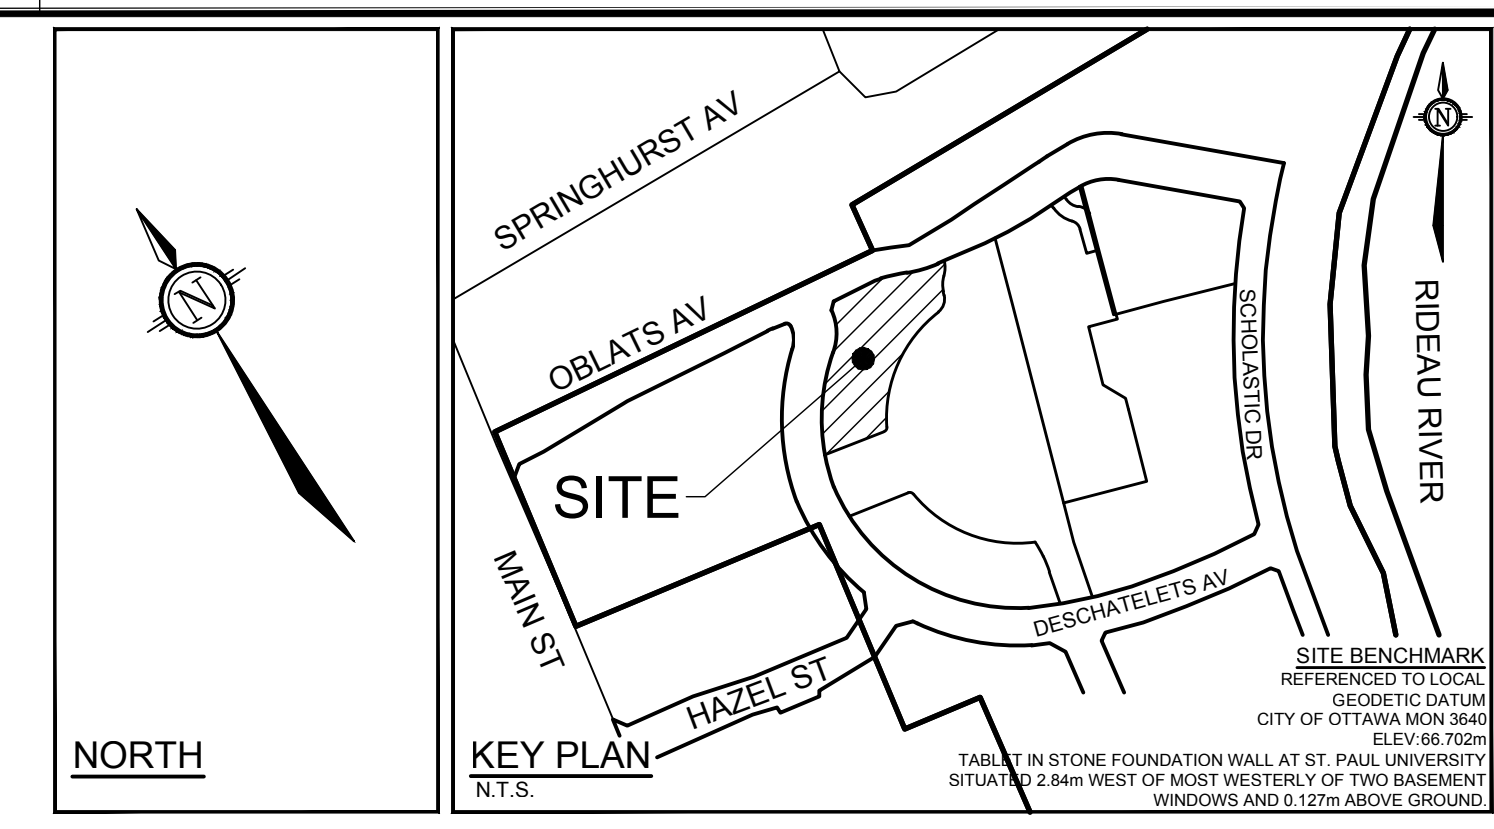 N
NORTH
SPRINGHURST AV
OBLATS AV
SITE
MAIN ST
HAZEL ST
DESCHATELETS AV
SCHOLASTIC DR
RIDEAU RIVER
N
KEY PLAN
N.T.S.
SITE BENCHMARK
REFERENCED TO LOCAL
GEODETIC DATUM
CITY OF OTTAWA MON 3640
ELEV:66.702m
TABLET IN STONE FOUNDATION WALL AT ST. PAUL UNIVERSITY
SITUATED 2.84m WEST OF MOST WESTERLY OF TWO BASEMENT
WINDOWS AND 0.127m ABOVE GROUND.